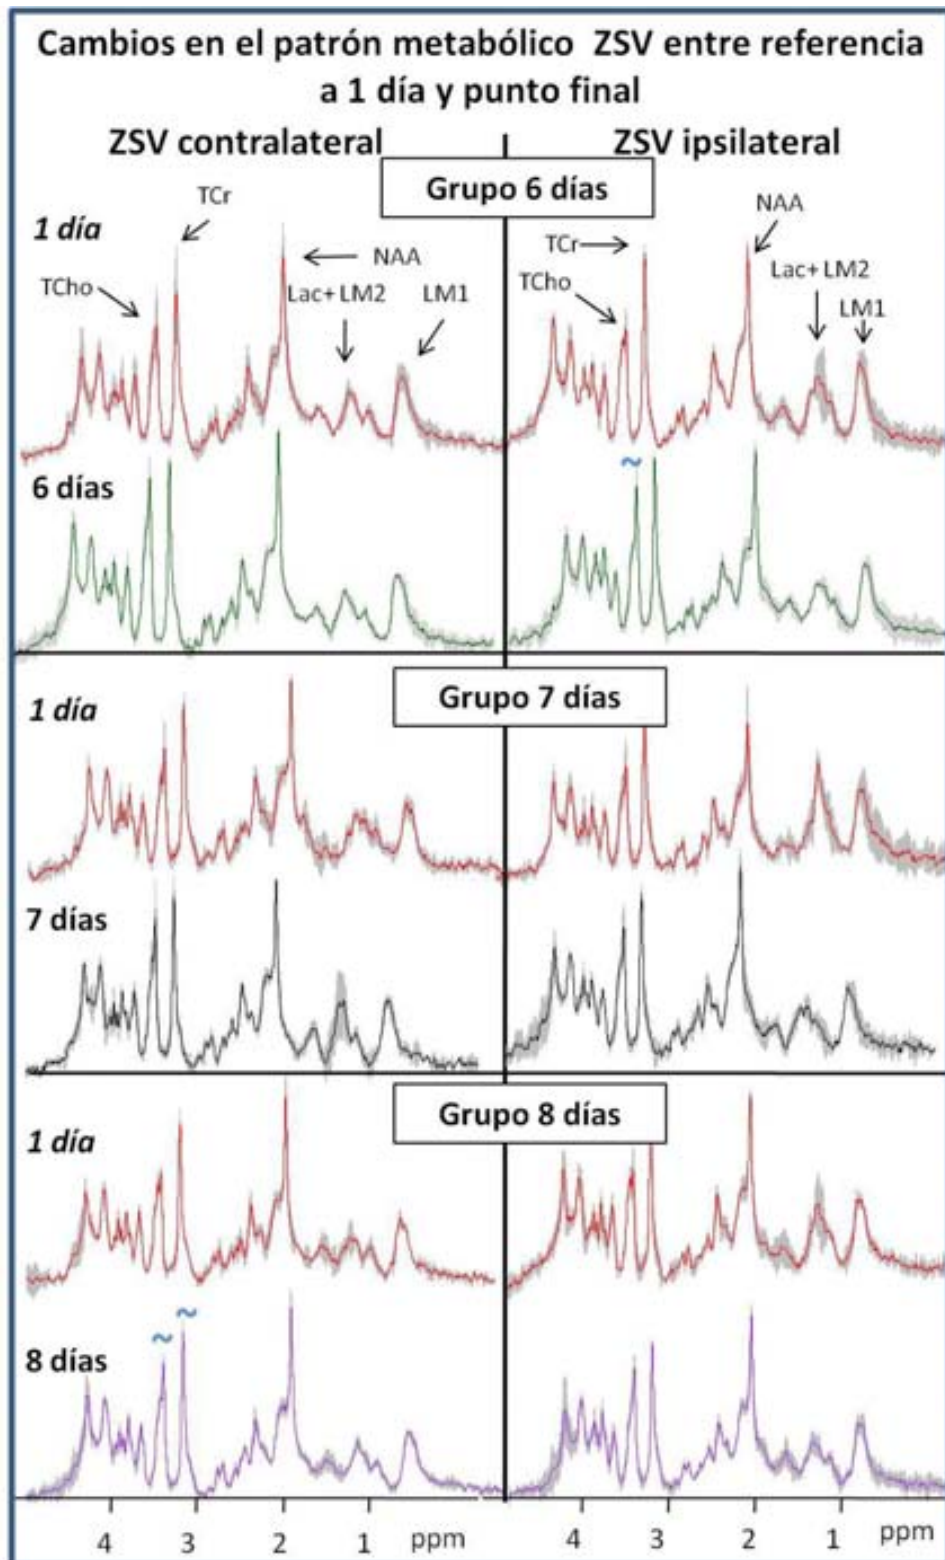 Cambios en el patrón metabólico ZSV entre referencia
a 1 día y punto final
ZSV contralateral
ZSV ipsilateral
Grupo 6 días
1 día
TCr
NAA
TCho
Lac+ LM2
LM1
NAA
TCr
Lac+ LM2
TCho
LM1
6 días
~
Grupo 7 días
1 día
7 días
Grupo 8 días
1 día
~
~
8 días
4 3 2 1 ppm
4 3 2 1 ppm